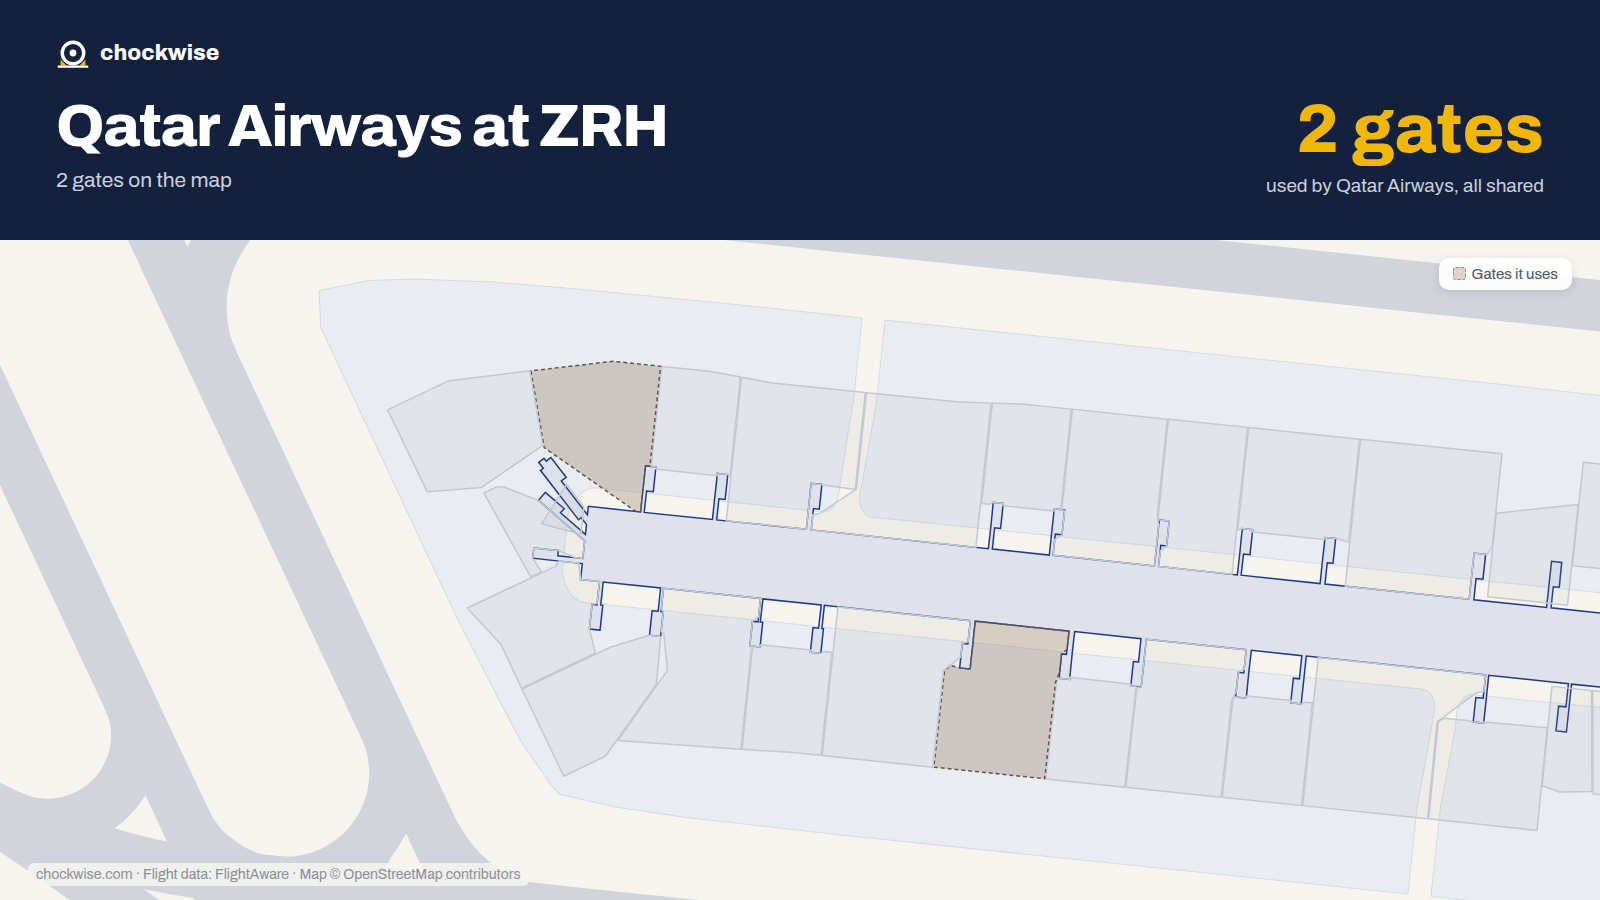 chockwise
Qatar Airways at ZRH
2 gates on the map
2 gates
used by Qatar Airways, all shared
Gates it uses
chockwise.com · Flight data: FlightAware · Map © OpenStreetMap contributors